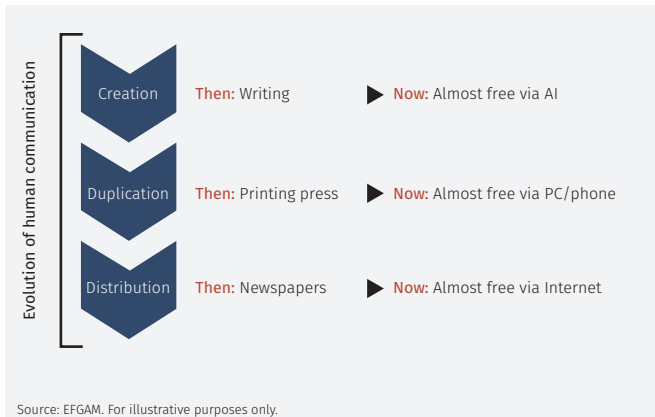 Evolution of human communication
Creation
Then: Writing
Now: Almost free via AI
Duplication
Then: Printing press
Now: Almost free via PC/phone
Distribution
Then: Newspapers
Now: Almost free via Internet
Source: EFGAM. For illustrative purposes only.